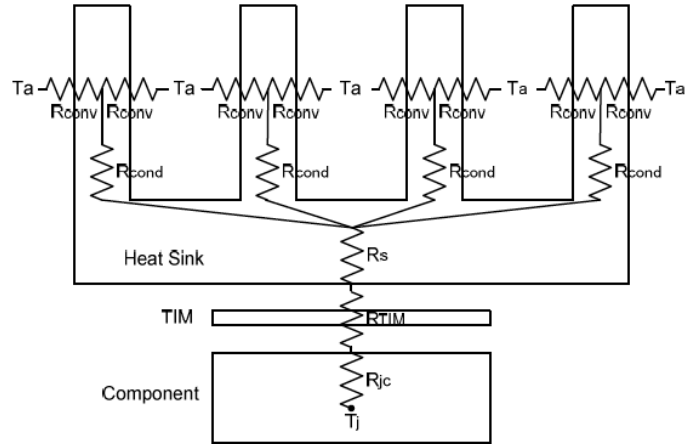 Ta Ta Ta Ta Ta
Rconv Rconv Rconv Rconv Rconv Rconv Rconv Rconv
Rcond Rcond Rcond Rcond
Heat Sink Rs
TIM RTIM
Component Rjc
Tj